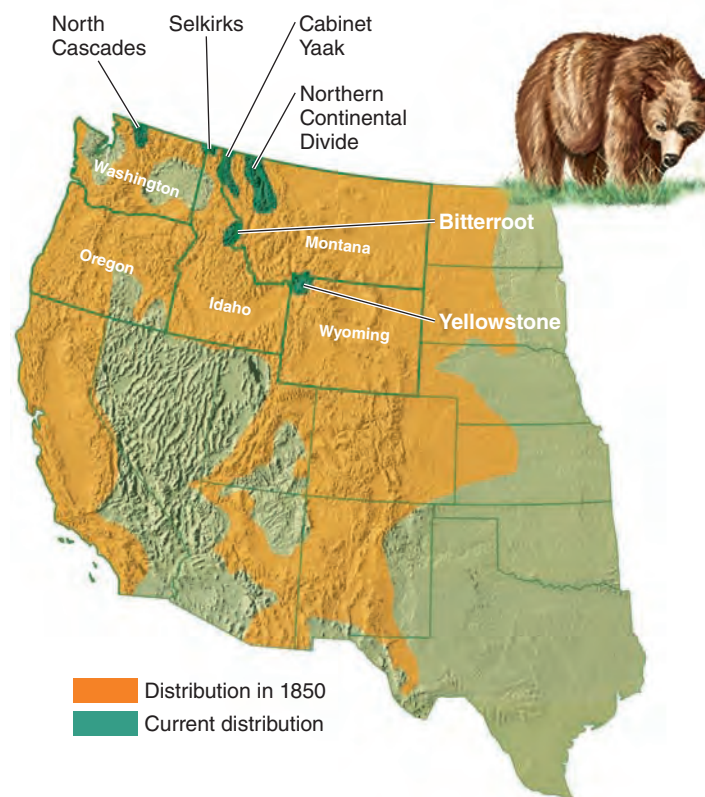 North
Cascades
Selkirks
Cabinet
Yaak
Northern
Continental
Divide
Washington
Bitterroot
Montana
Oregon
Idaho
Yellowstone
Wyoming
Distribution in 1850
Current distribution